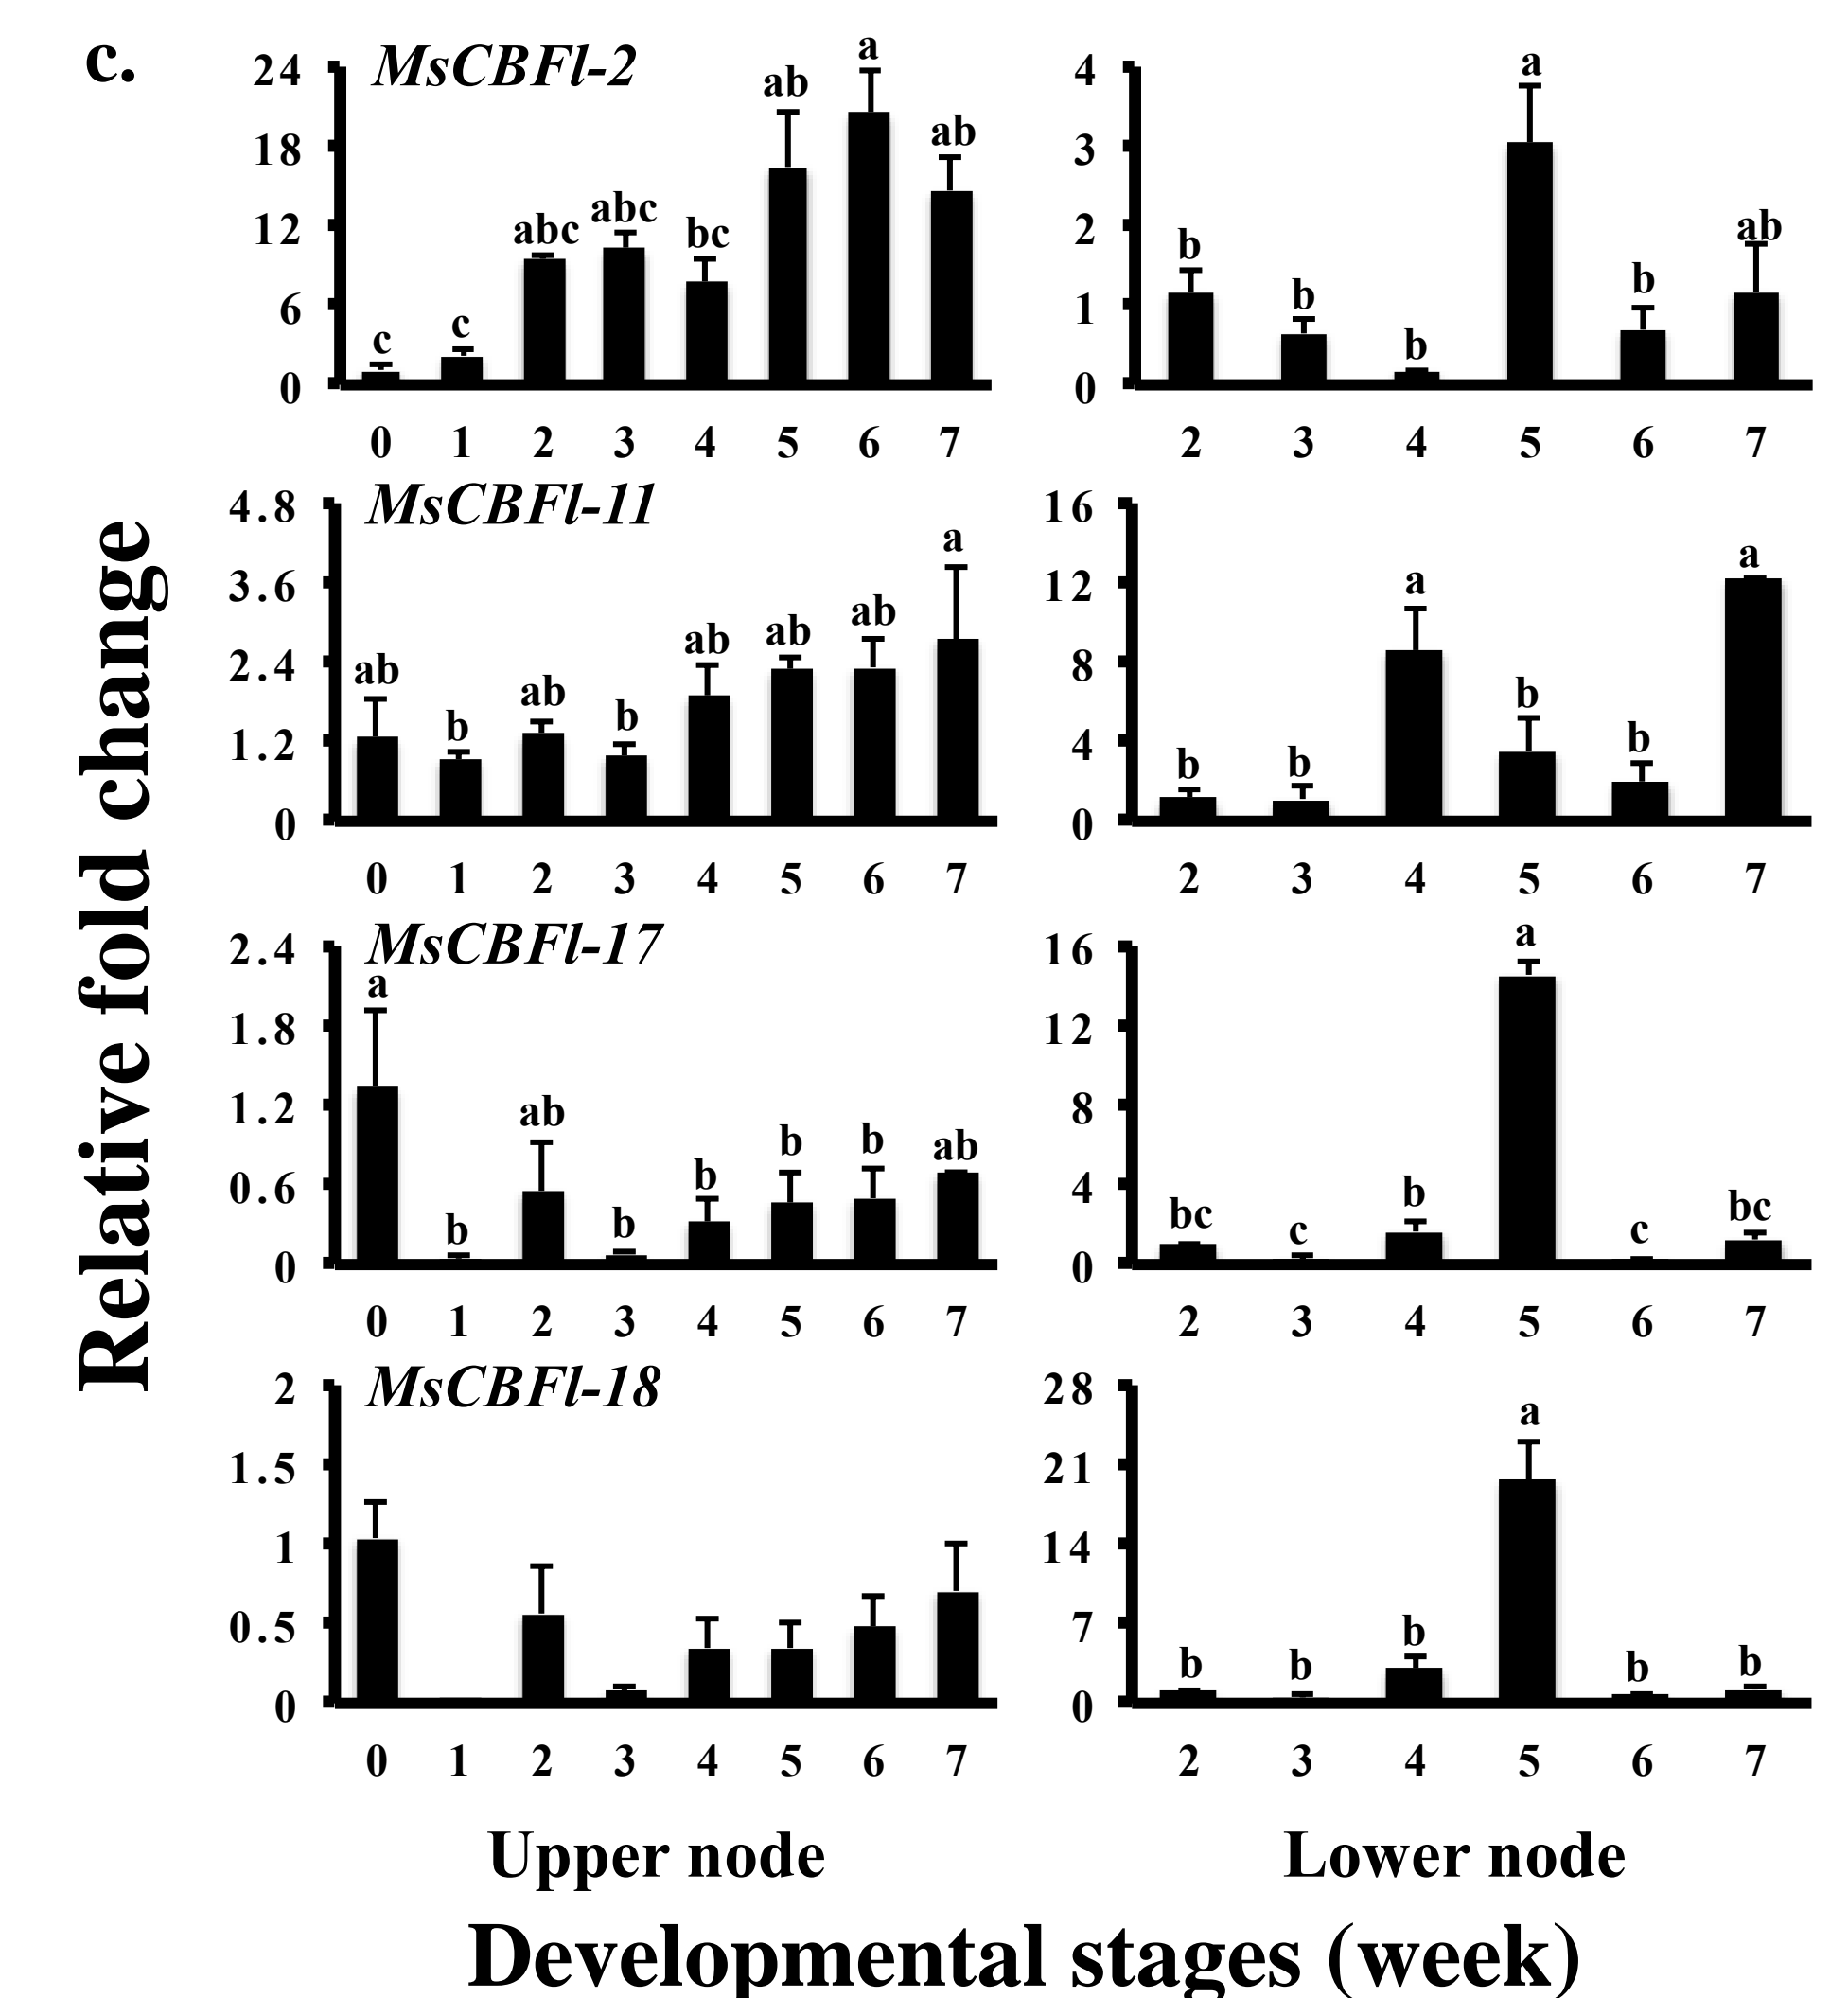 c.
Relative fold change
MsCBFl-2
24
18
12
6
0
c c abc abc bc ab a ab
0 1 2 3 4 5 6 7
4
3
2
1
0
b b b a b ab
2 3 4 5 6 7
MsCBFl-11
4.8
3.6
2.4
1.2
0
ab b ab b ab ab ab a
0 1 2 3 4 5 6 7
16
12
8
4
0
b b a b b a
2 3 4 5 6 7
MsCBFl-17
2.4
1.8
1.2
0.6
0
a b ab b b b b ab
0 1 2 3 4 5 6 7
16
12
8
4
0
bc c b a c bc
2 3 4 5 6 7
MsCBFl-18
2
1.5
1
0.5
0
0 1 2 3 4 5 6 7
28
21
14
7
0
b b b a b b
2 3 4 5 6 7
Upper node
Lower node
Developmental stages (week)